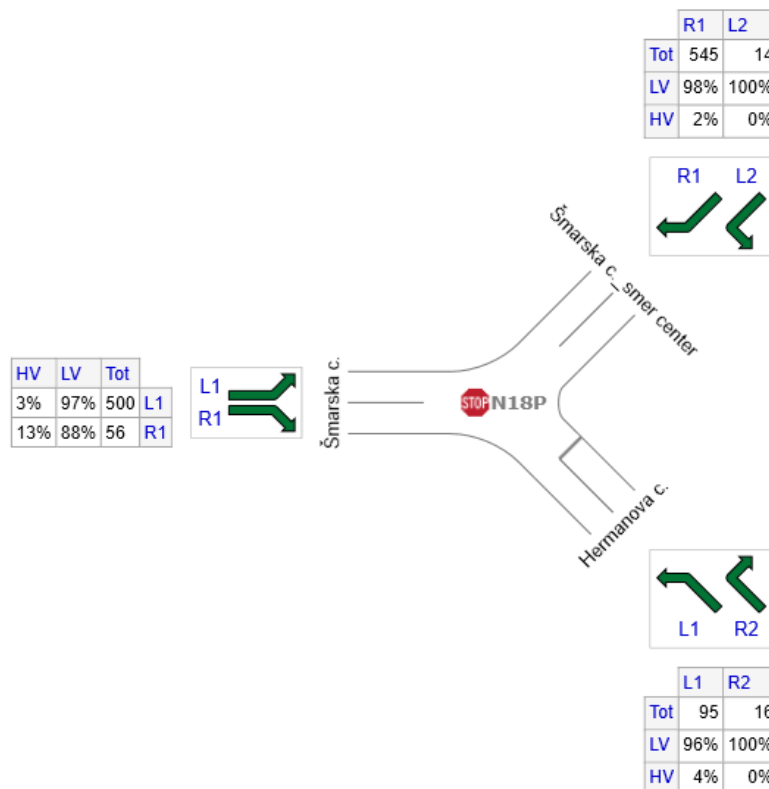 R1 L2
Tot 545 14
LV 98% 100%
HV 2% 0%
R1 L2
Šmarska c._smer center
HV LV Tot
3% 97% 500 L1
13% 88% 56 R1
L1
R1
Šmarska c.
STOP N18P
Hermanova c.
L1 R2
L1 R2
Tot 95 16
LV 96% 100%
HV 4% 0%